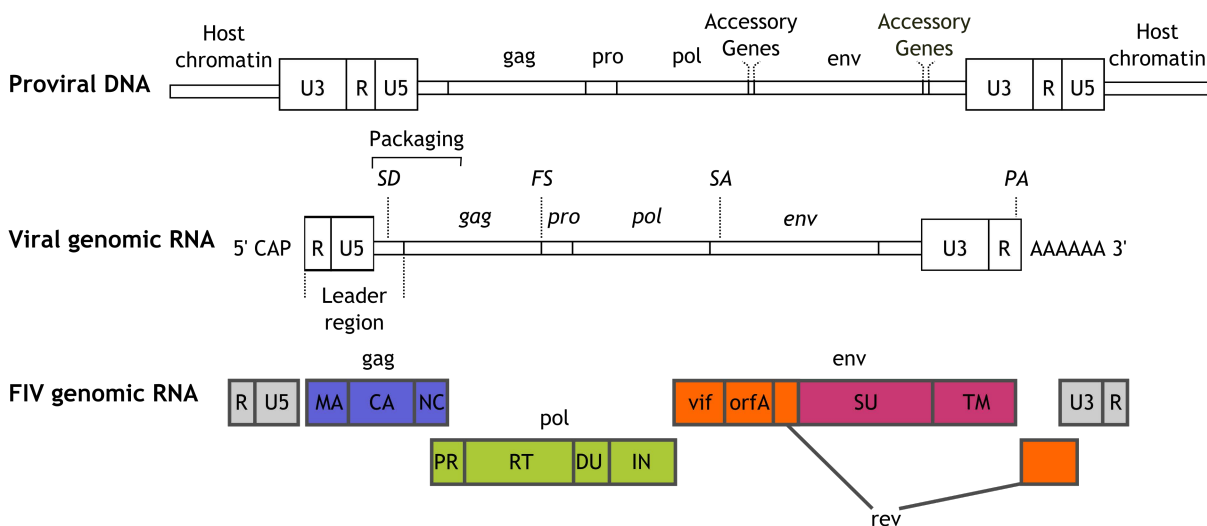 Host
chromatin
Accessory
Genes
Accessory
Genes
Host
chromatin
gag pro pol env
Proviral DNA
U3 R U5 U3 R U5
Packaging
SD FS SA PA
gag pro pol env
Viral genomic RNA
5' CAP R U5 U3 R AAAAAA 3'
Leader
region
gag env
FIV genomic RNA
R U5 MA CA NC vif orfA SU TM U3 R
pol
PR RT DU IN
rev